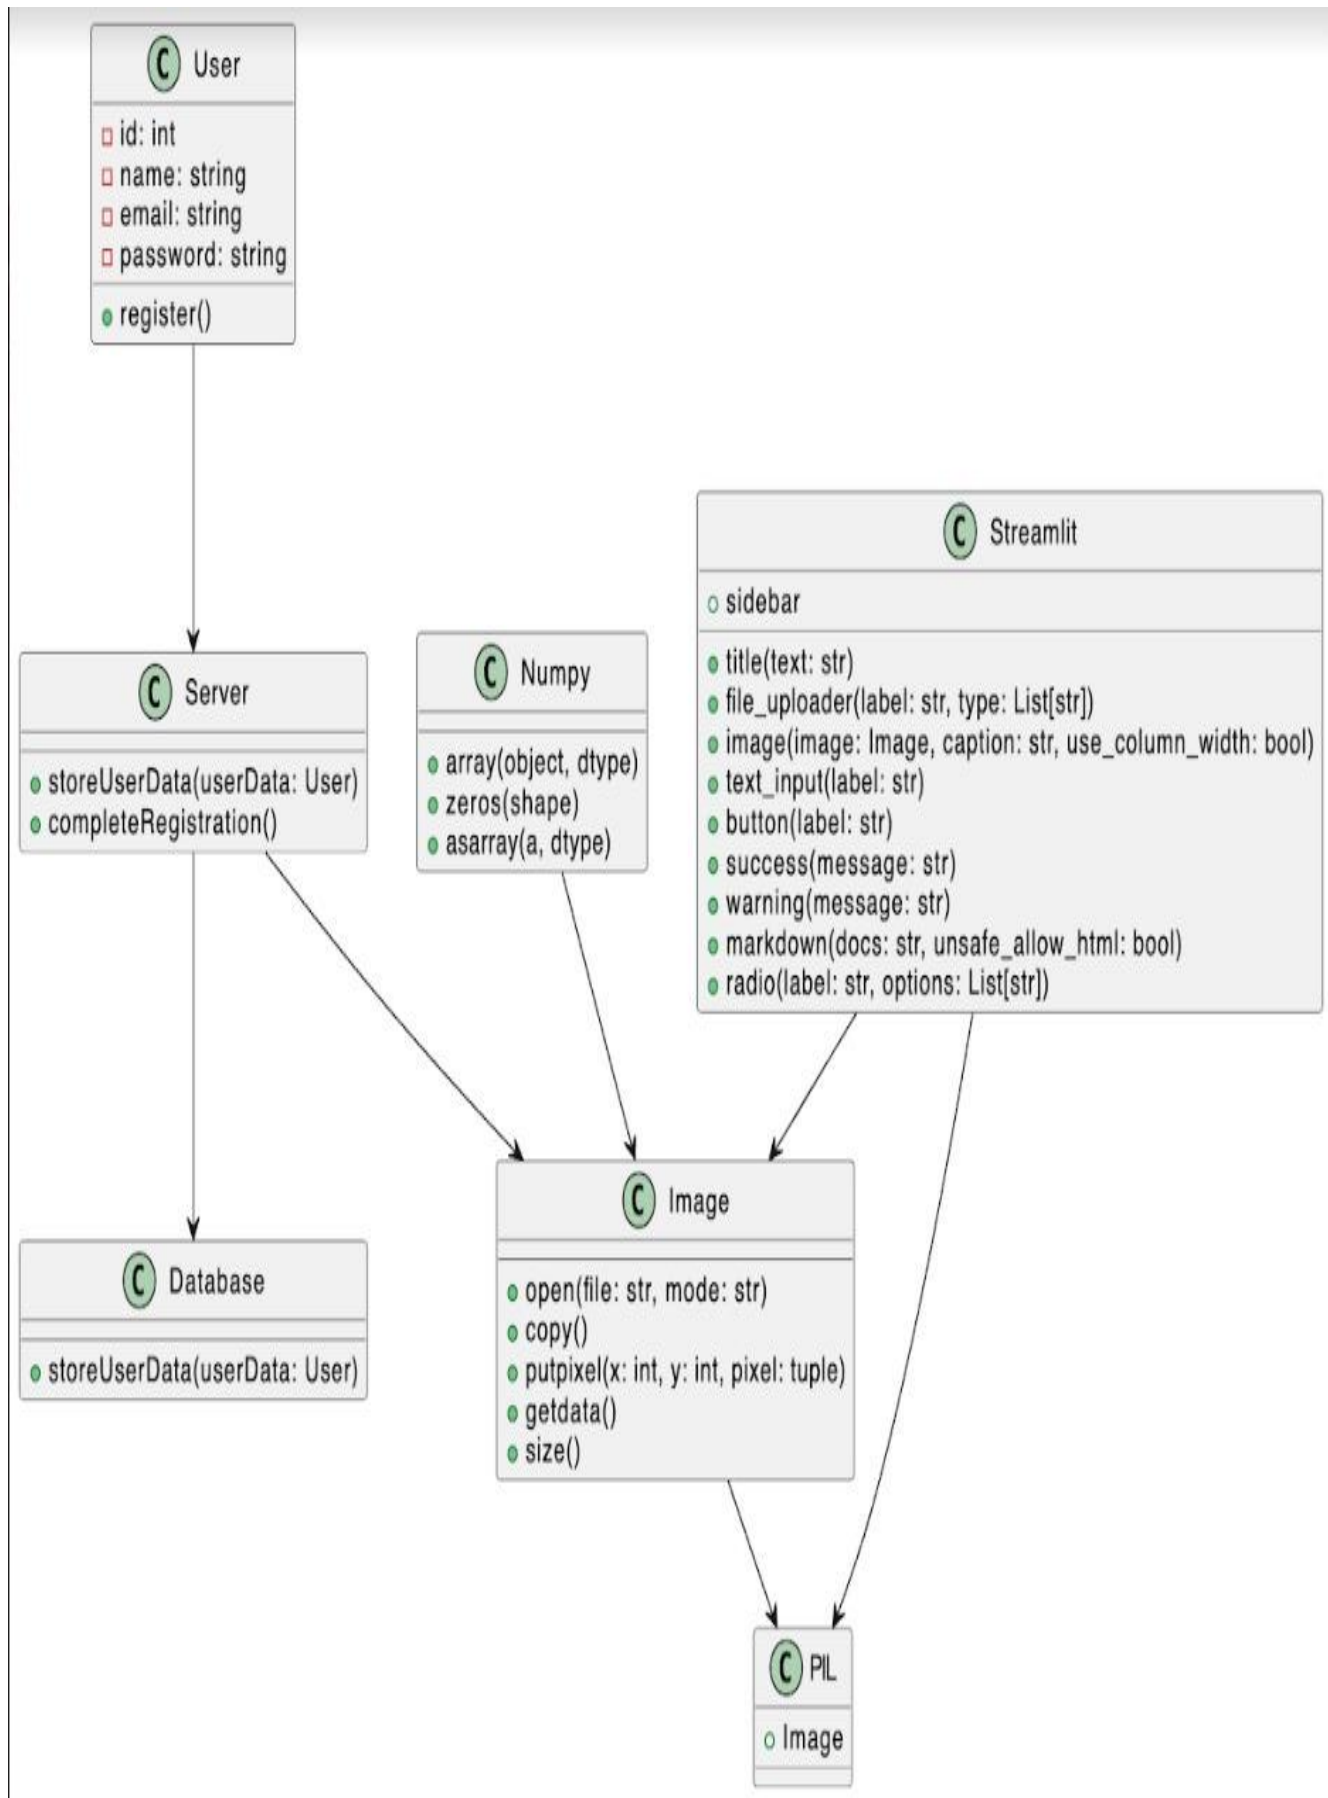 C User
id: int
name: string
email: string
password: string
register()
C Streamlit
sidebar
title(text: str)
file_uploader(label: str, type: List[str])
image(image: Image, caption: str, use_column_width: bool)
text_input(label: str)
button(label: str)
success(message: str)
warning(message: str)
markdown(docs: str, unsafe_allow_html: bool)
radio(label: str, options: List[str])
C Server
storeUserData(userData: User)
completeRegistration()
C Numpy
array(object, dtype)
zeros(shape)
asarray(a, dtype)
C Image
open(file: str, mode: str)
copy()
putpixel(x: int, y: int, pixel: tuple)
getdata()
size()
C Database
storeUserData(userData: User)
C PIL
Image